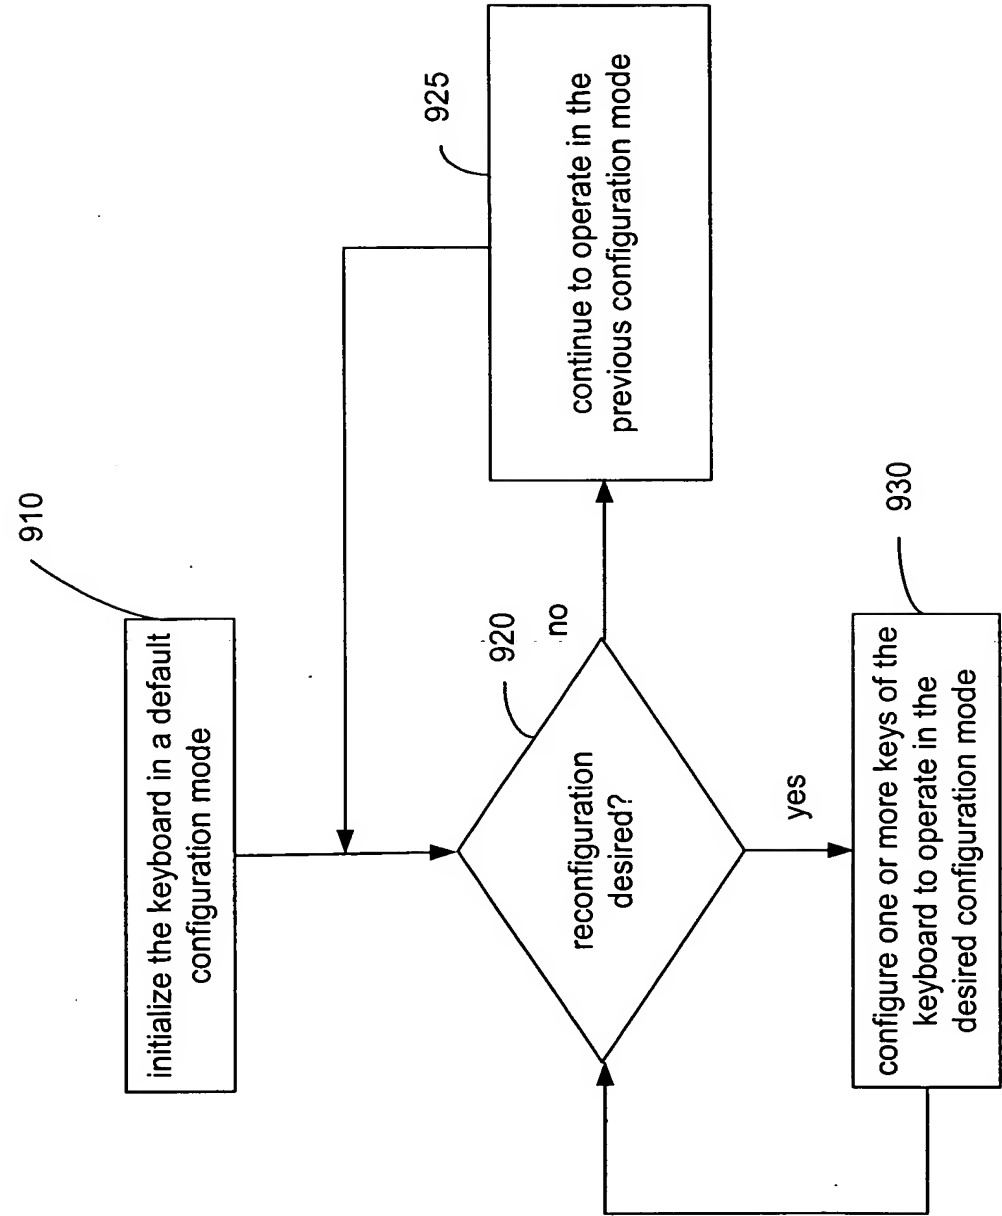 910
initialize the keyboard in a default
configuration mode
920
reconfiguration
desired?
no
925
continue to operate in the
previous configuration mode
yes
930
configure one or more keys of the
keyboard to operate in the
desired configuration mode